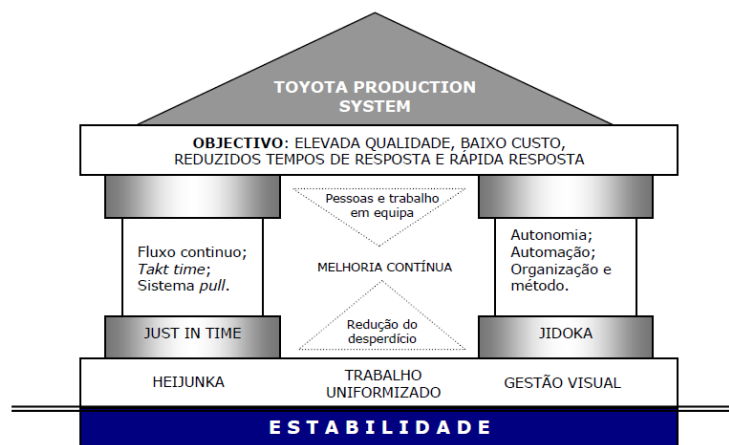 TOYOTA PRODUCTION
SYSTEM
OBJECTIVO: ELEVADA QUALIDADE, BAIXO CUSTO,
REDUZIDOS TEMPOS DE RESPOSTA E RÁPIDA RESPOSTA
Pessoas e trabalho
em equipa
Fluxo continuo;
Takt time;
Sistema pull.
MELHORIA CONTÍNUA
Autonomia;
Automação;
Organização e
método.
JUST IN TIME
Redução do
desperdício
JIDOKA
HEIJUNKA
TRABALHO
UNIFORMIZADO
GESTÃO VISUAL
ESTABILIDADE